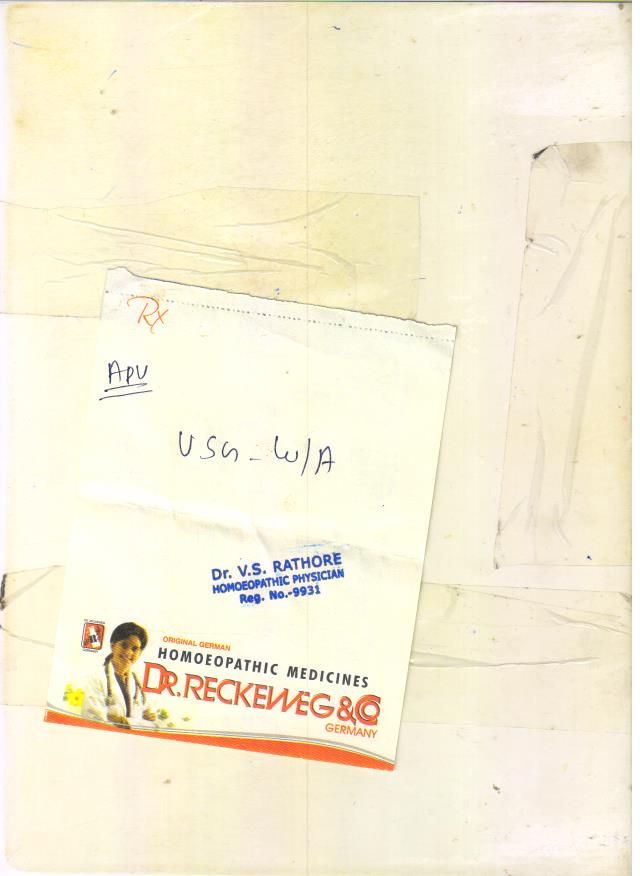 Rx
APU
USG - W/A
Dr. V.S. RATHORE
HOMOEOPATHIC PHYSICIAN
Reg. No.-9931
ORIGINAL GERMAN
HOMOEOPATHIC MEDICINES
DR. RECKEWEG & CO
GERMANY